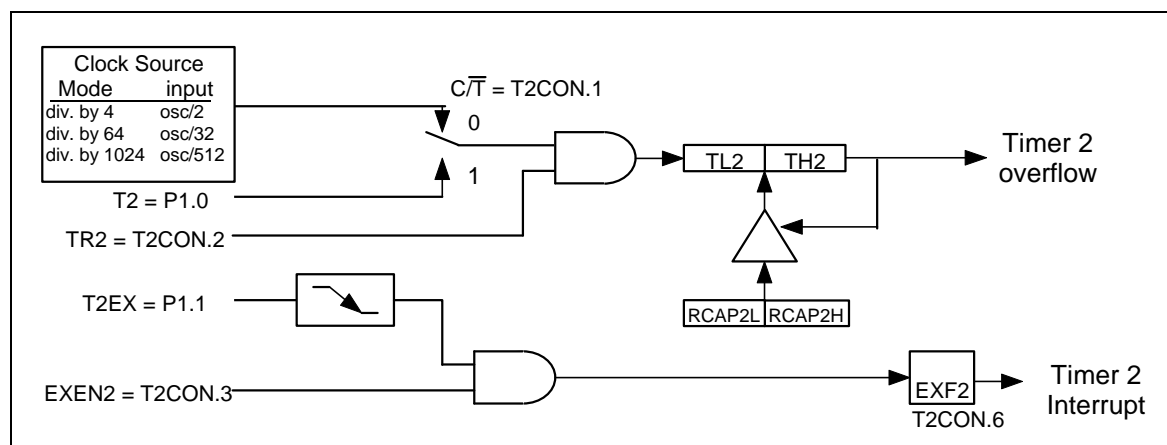 Clock Source
Mode input
div. by 4 osc/2
div. by 64 osc/32
div. by 1024 osc/512
C/T̅ = T2CON.1
0
1
T2 = P1.0
TR2 = T2CON.2
TL2 TH2
Timer 2
overflow
T2EX = P1.1
RCAP2L RCAP2H
EXEN2 = T2CON.3
EXF2
T2CON.6
Timer 2
Interrupt